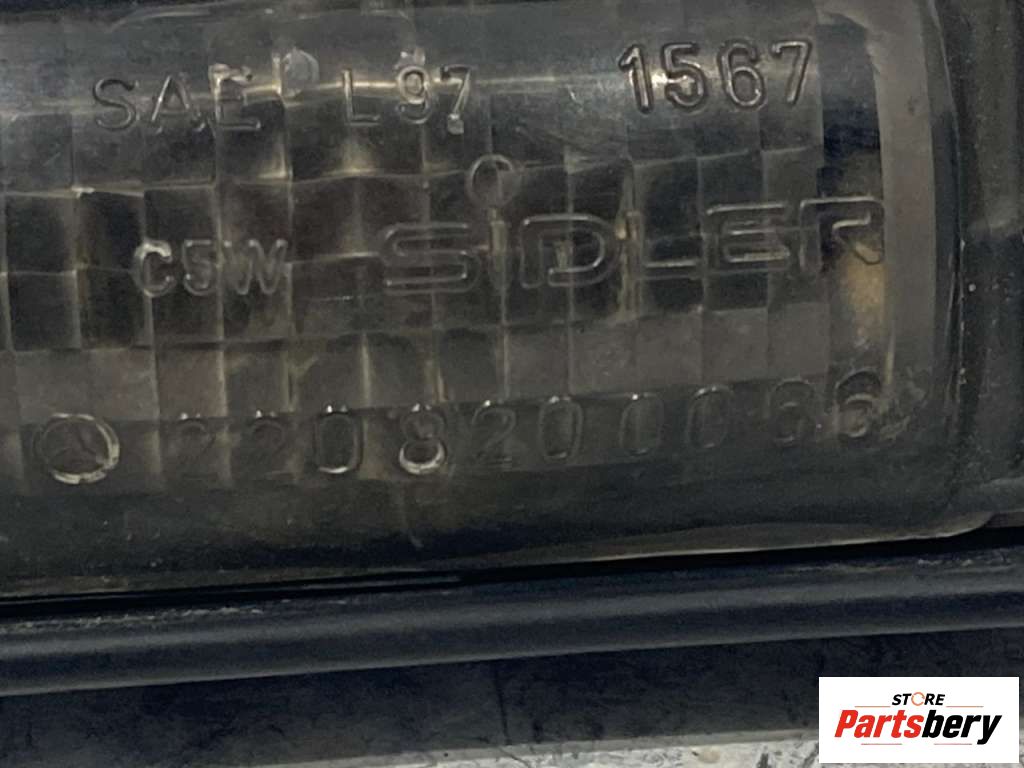 SAE L97 1567
C5W SiDLER
2208200066
STORE
Partsbery